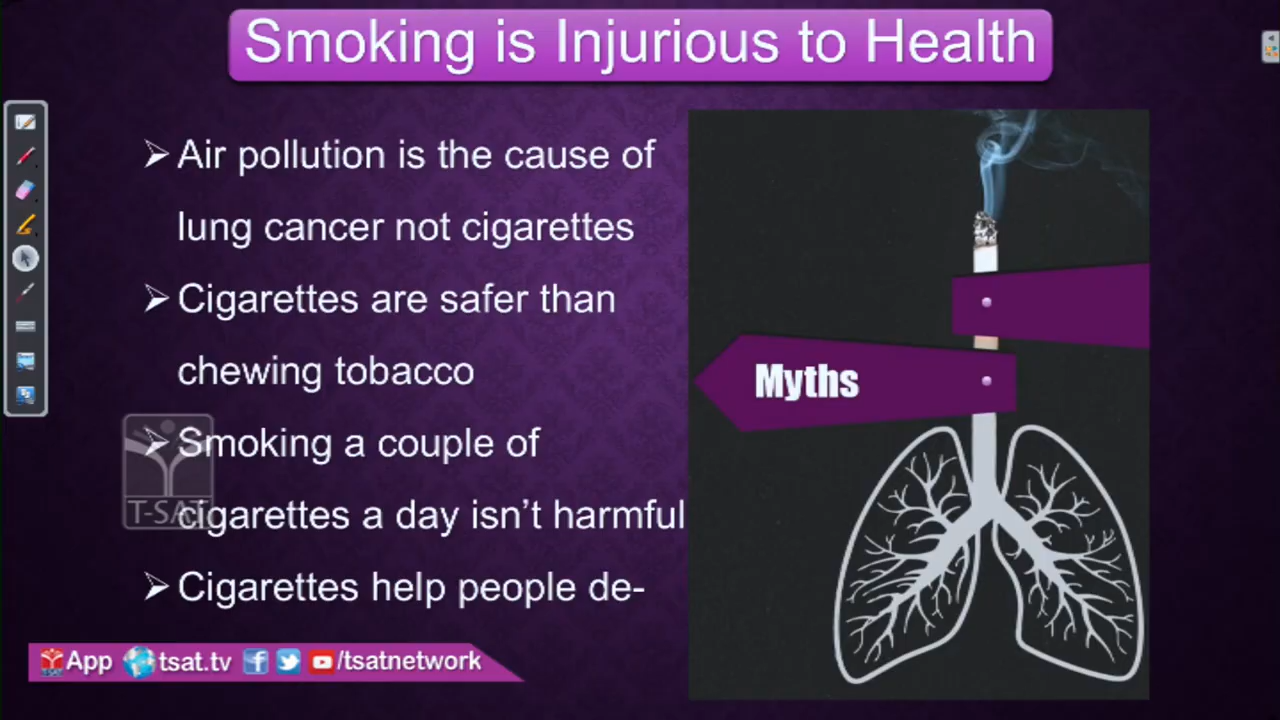 Smoking is Injurious to Health
➢ Air pollution is the cause of
lung cancer not cigarettes
➢ Cigarettes are safer than
chewing tobacco
➢ Smoking a couple of
cigarettes a day isn’t harmful
➢ Cigarettes help people de-
Myths
T-SAT
App tsat.tv /tsatnetwork